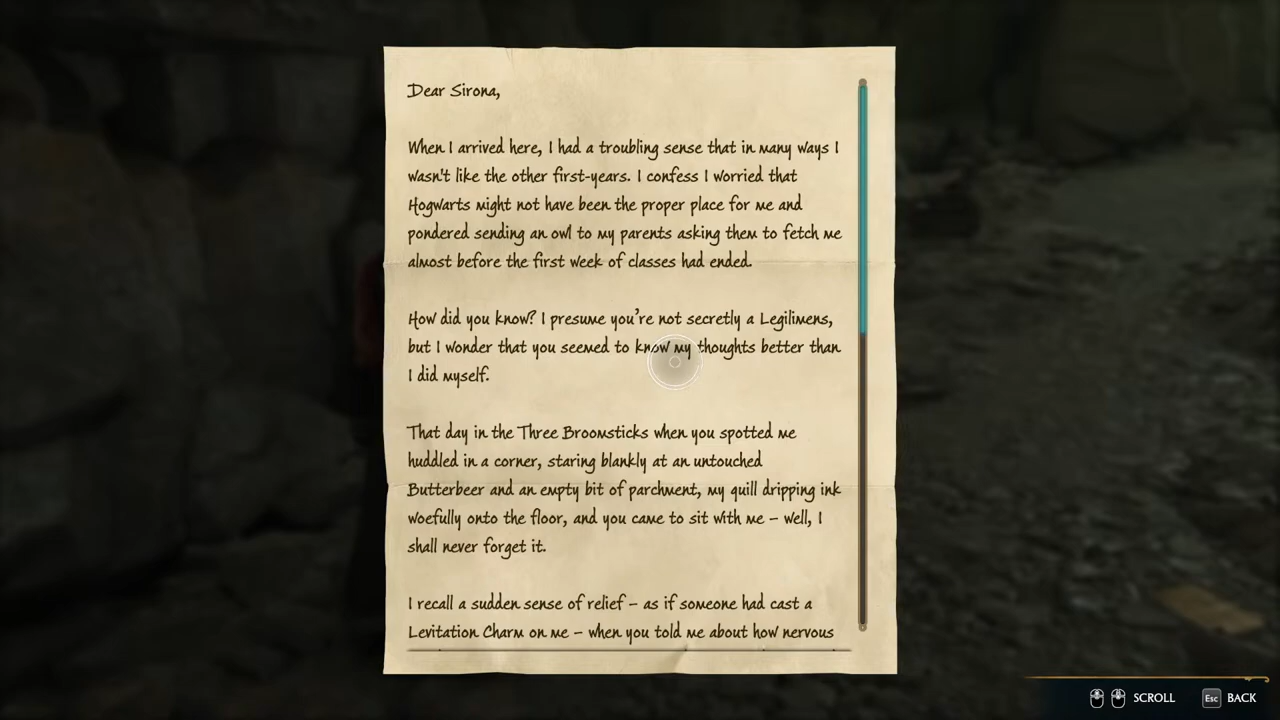 Dear Sirona,
When I arrived here, I had a troubling sense that in many ways I
wasn't like the other first-years. I confess I worried that
Hogwarts might not have been the proper place for me and
pondered sending an owl to my parents asking them to fetch me
almost before the first week of classes had ended.
How did you know? I presume you're not secretly a Legilimens,
but I wonder that you seemed to know my thoughts better than
I did myself.
That day in the Three Broomsticks when you spotted me
huddled in a corner, staring blankly at an untouched
Butterbeer and an empty bit of parchment, my quill dripping ink
woefully onto the floor, and you came to sit with me – well, I
shall never forget it.
I recall a sudden sense of relief – as if someone had cast a
Levitation Charm on me – when you told me about how nervous
SCROLL
Esc BACK